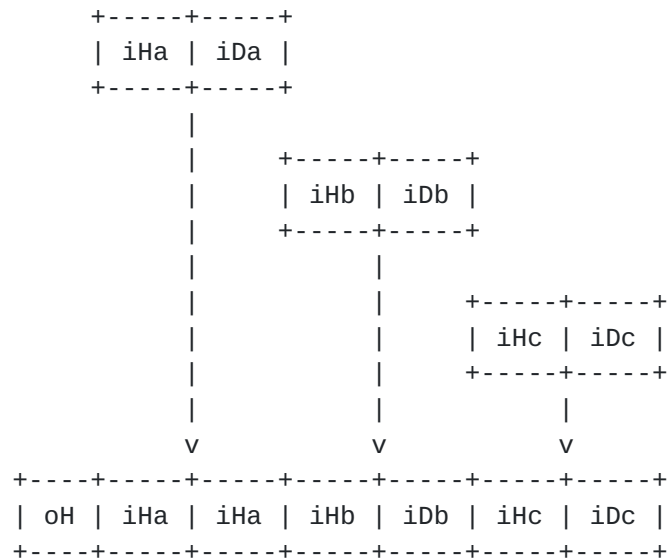 +-----+-----+
| iHa | iDa |
+-----+-----+
|
| +-----+-----+
| | iHb | iDb |
| +-----+-----+
| |
| | +-----+-----+
| | | iHc | iDc |
| | +-----+-----+
| | |
v v v
+----+-----+-----+-----+-----+-----+-----+
| oH | iHa | iHa | iHb | iDb | iHc | iDc |
+----+-----+-----+-----+-----+-----+-----+